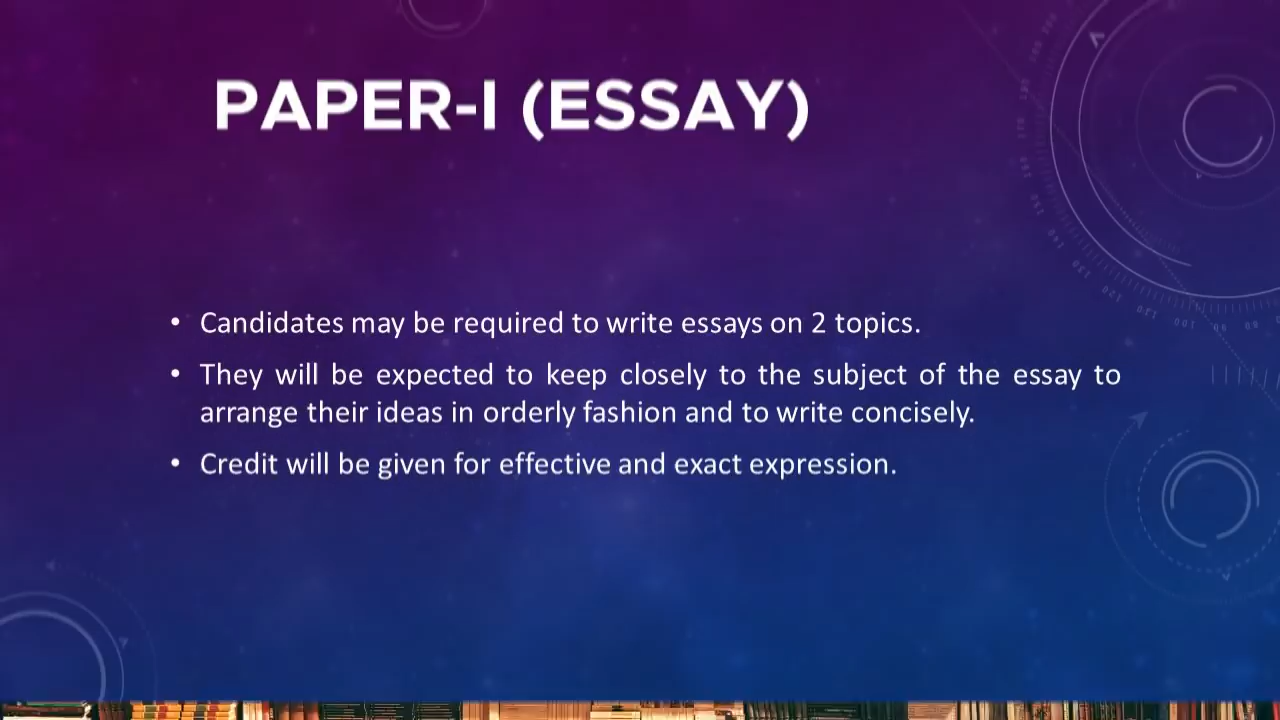 PAPER-I (ESSAY)
• Candidates may be required to write essays on 2 topics.
• They will be expected to keep closely to the subject of the essay to
arrange their ideas in orderly fashion and to write concisely.
• Credit will be given for effective and exact expression.